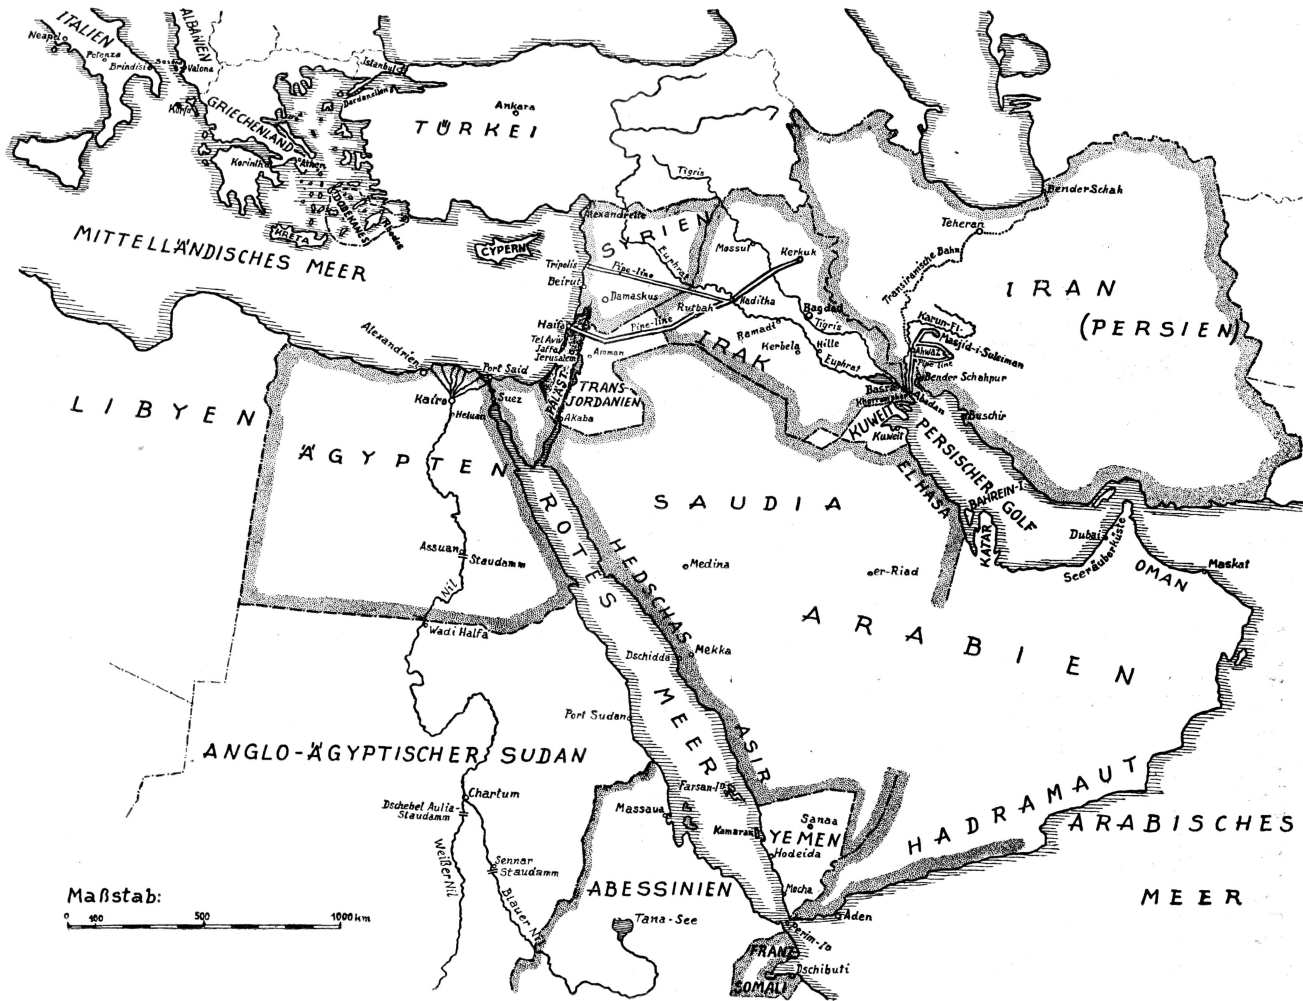 ITALIEN
ALBANIEN
Neapel
Potenza
Brindisi
Valona
Korfu
GRIECHENLAND
Korinth
Athen
DODEKANES
Rhodos
KRETA
Istanbul
Dardanellen
Ankara
TÜRKEI
MITTELLÄNDISCHES MEER
CYPERN
Alexandrette
SYRIEN
Tigris
Euphrat
Mossul
Kerkuk
Tripolis
Pipe-line
Beirut
Damaskus
Rutbah
Haditha
Haifa
Pipe-line
Tel Aviv
Jaffa
Jerusalem
Amman
PALÄST.
TRANS-
JORDANIEN
Akaba
IRAK
Ramadi
Kerbela
Bagdad
Tigris
Hille
Euphrat
Basra
KUWEIT
Kuweit
Bender Schah
Teheran
Transiranische Bahn
IRAN
(PERSIEN)
Karun-Fl.
Masjid-i-Suleiman
Ahwaz
Pipe line
Bender Schahpur
Abadan
Buschir
PERSISCHER
GOLF
EL HASA
BAHREIN-I.
KATAR
Dubai
Seeräuberküste
OMAN
Maskat
LIBYEN
Alexandrien
Port Said
Kairo
Heluan
Suez
ÄGYPTEN
Assuan
Staudamm
Nil
Wadi Halfa
ROTES
MEER
SAUDIA
ARABIEN
Medina
er-Riad
HEDSCHAS
Dschidda
Mekka
ASIR
Port Sudan
ANGLO-ÄGYPTISCHER SUDAN
Chartum
Dschebel Aulia-
Staudamm
Weißer Nil
Sennar
Staudamm
Blauer Nil
Massaua
Farsan-In
Kamaran
Sanaa
YEMEN
Hodeida
Mocha
Aden
Perim-In
HADRAMAUT
ARABISCHES
MEER
ABESSINIEN
Tana-See
FRANZ.
Dschibuti
SOMALI
Maßstab:
0 100 500 1000 km